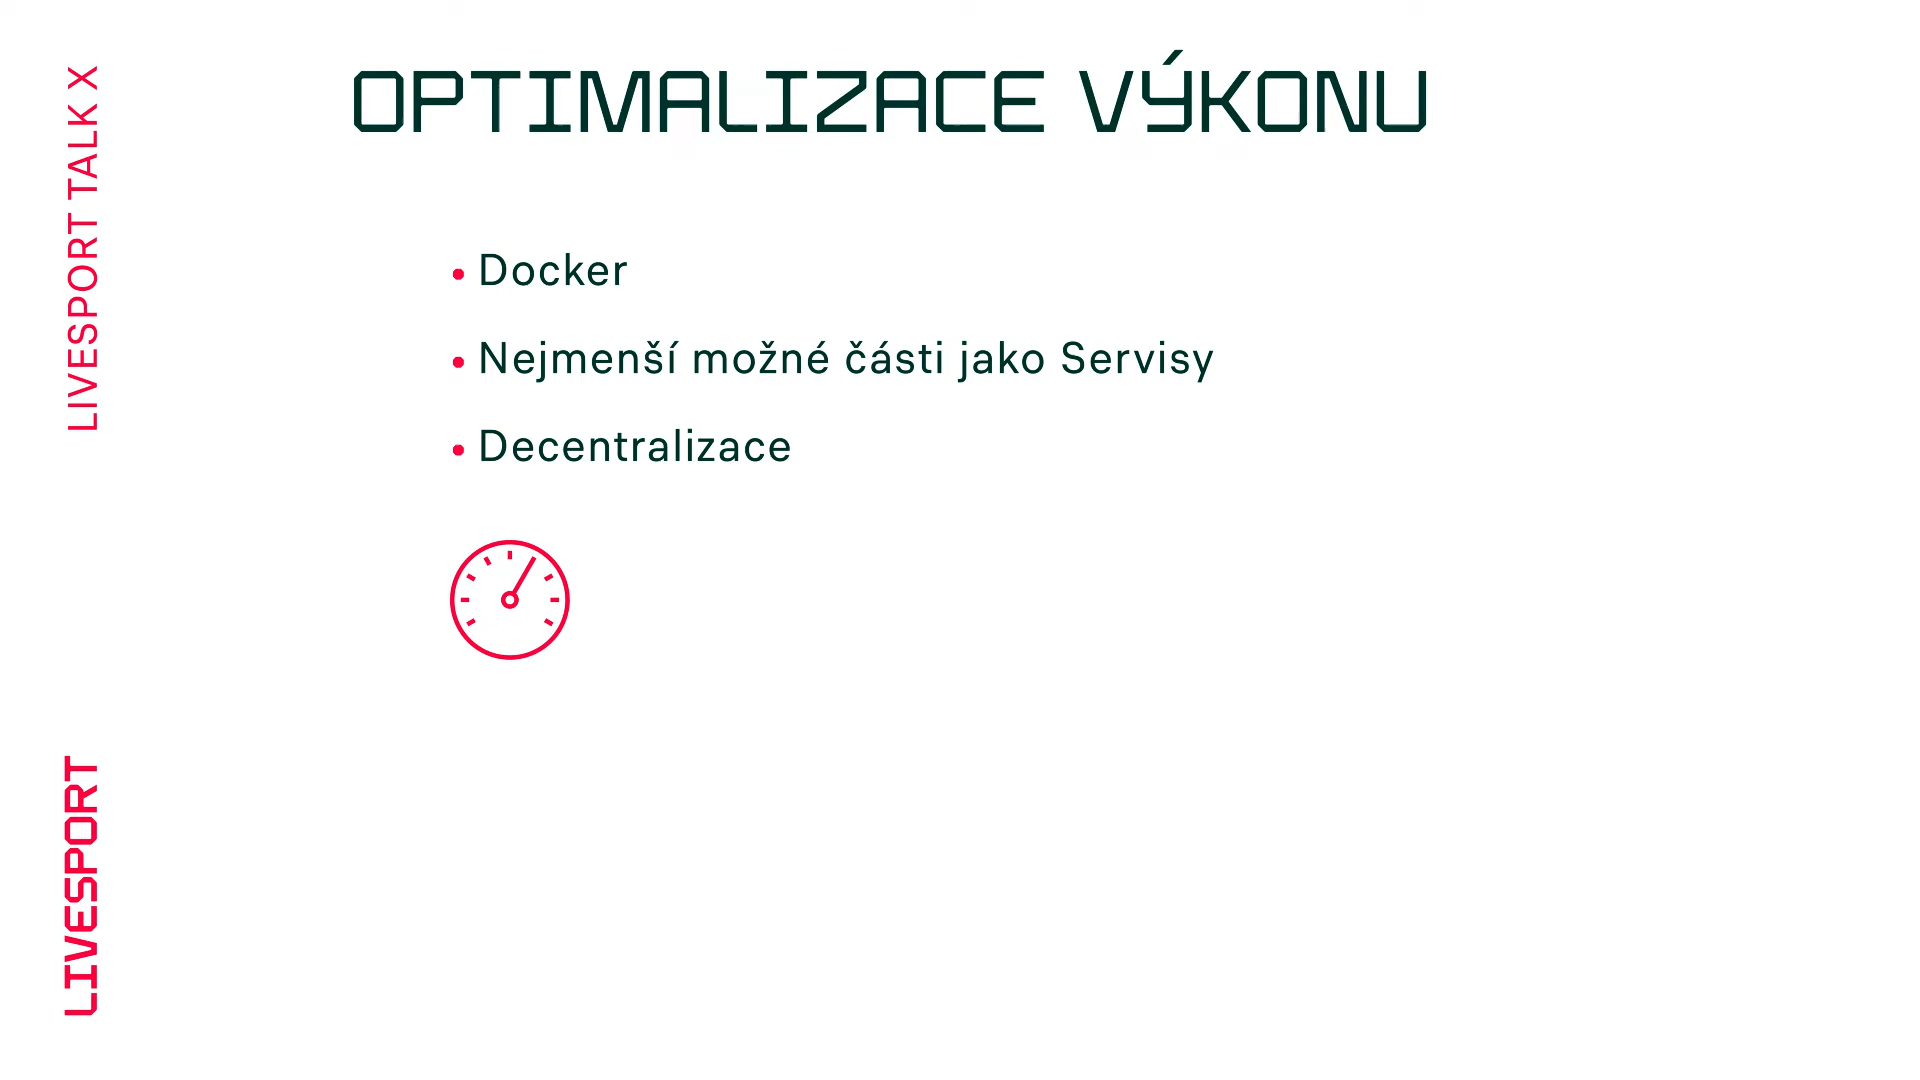 LIVESPORT TALK X
OPTIMALIZACE VÝKONU
• Docker
• Nejmenší možné části jako Servisy
• Decentralizace
LIVESPORT